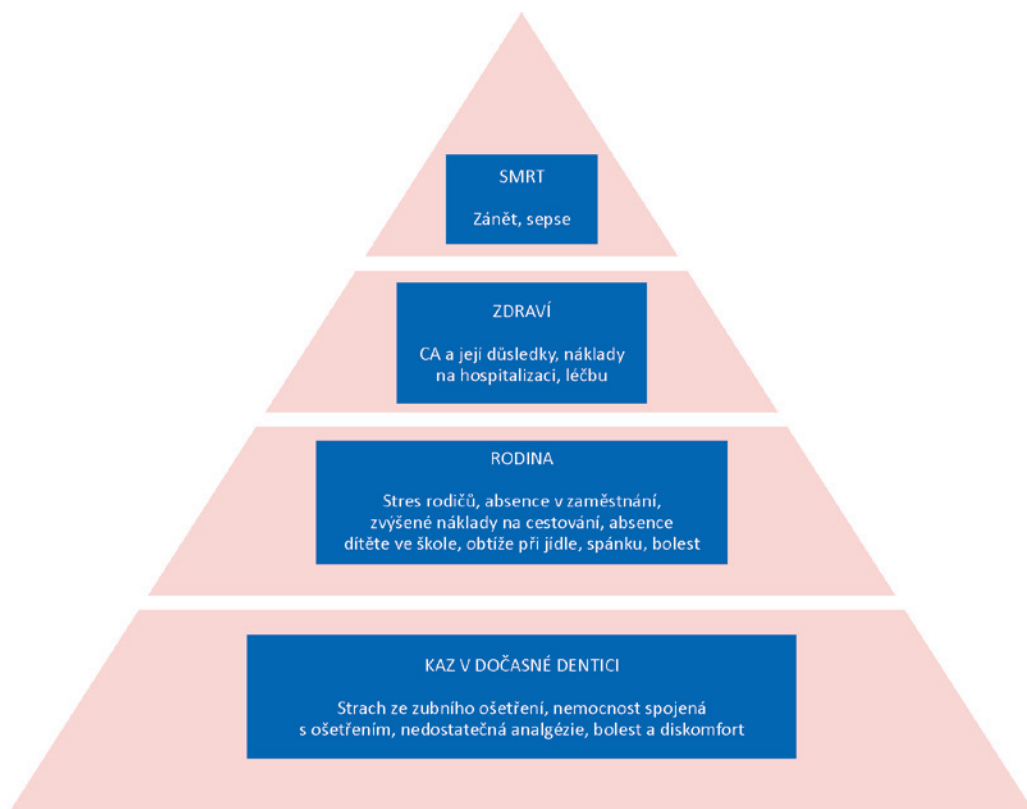 SMRT
Zánět, sepse
ZDRAVÍ
CA a její důsledky, náklady
na hospitalizaci, léčbu
RODINA
Stres rodičů, absence v zaměstnání,
zvýšené náklady na cestování, absence
dítěte ve škole, obtíže při jídle, spánku, bolest
KAZ V DOČASNÉ DENTICI
Strach ze zubního ošetření, nemocnost spojená
s ošetřením, nedostatečná analgézie, bolest a diskomfort